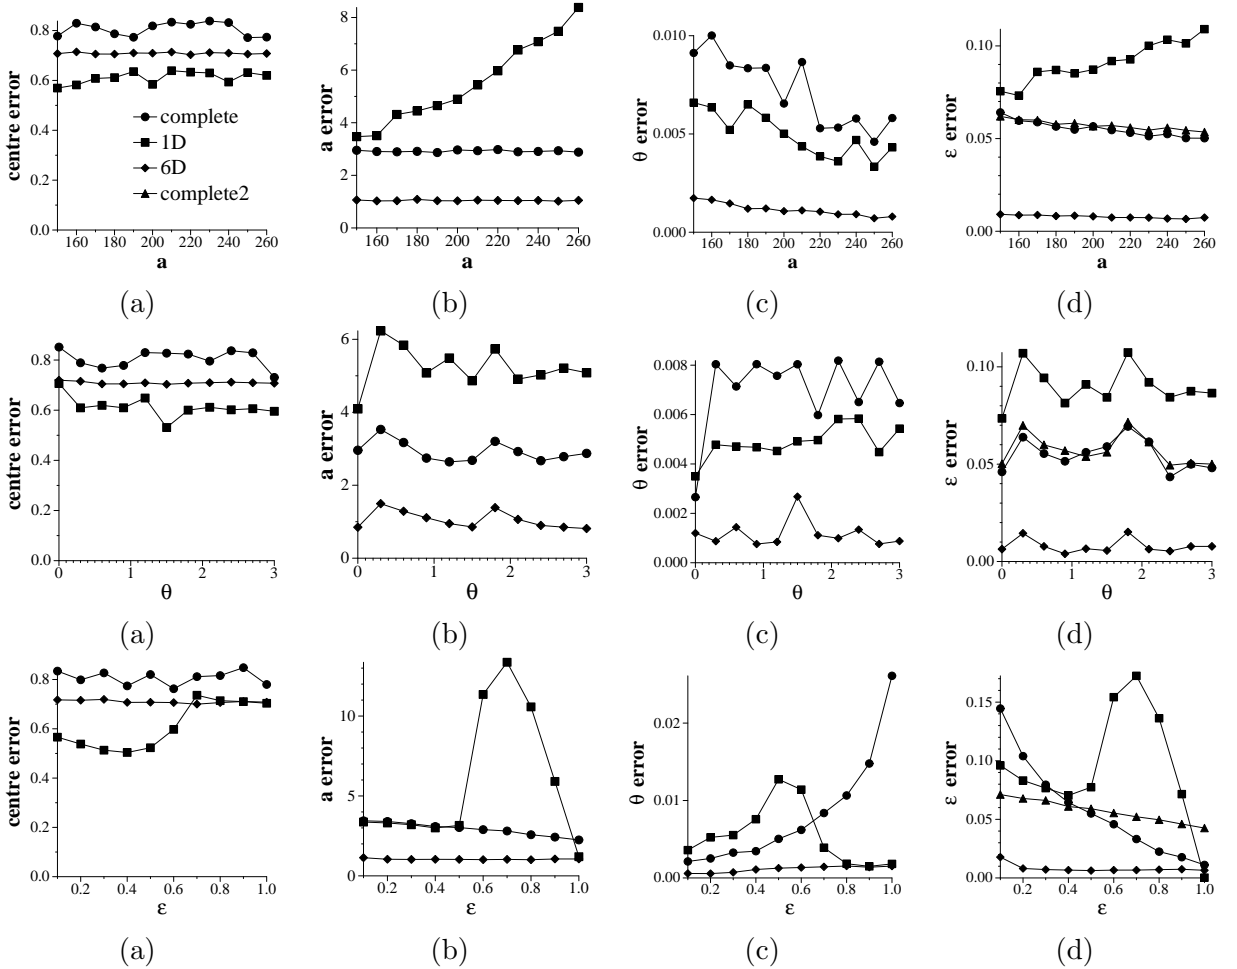 centre error
0.8
0.6
0.4
0.2
0.0
complete
1D
6D
complete2
160 180 200 220 240 260
a
(a)
a error
8
6
4
2
0
160 180 200 220 240 260
a
(b)
θ error
0.010
0.005
0.000
160 180 200 220 240 260
a
(c)
ε error
0.10
0.05
0.00
160 180 200 220 240 260
a
(d)
centre error
0.8
0.6
0.4
0.2
0.0
0 1 2 3
θ
(a)
a error
6
4
2
0
0 1 2 3
θ
(b)
θ error
0.008
0.006
0.004
0.002
0.000
0 1 2 3
θ
(c)
ε error
0.10
0.05
0.00
0 1 2 3
θ
(d)
centre error
0.8
0.6
0.4
0.2
0.0
0.2 0.4 0.6 0.8 1.0
ε
(a)
a error
10
5
0
0.2 0.4 0.6 0.8 1.0
ε
(b)
θ error
0.02
0.01
0.00
0.2 0.4 0.6 0.8 1.0
ε
(c)
ε error
0.15
0.10
0.05
0.00
0.2 0.4 0.6 0.8 1.0
ε
(d)